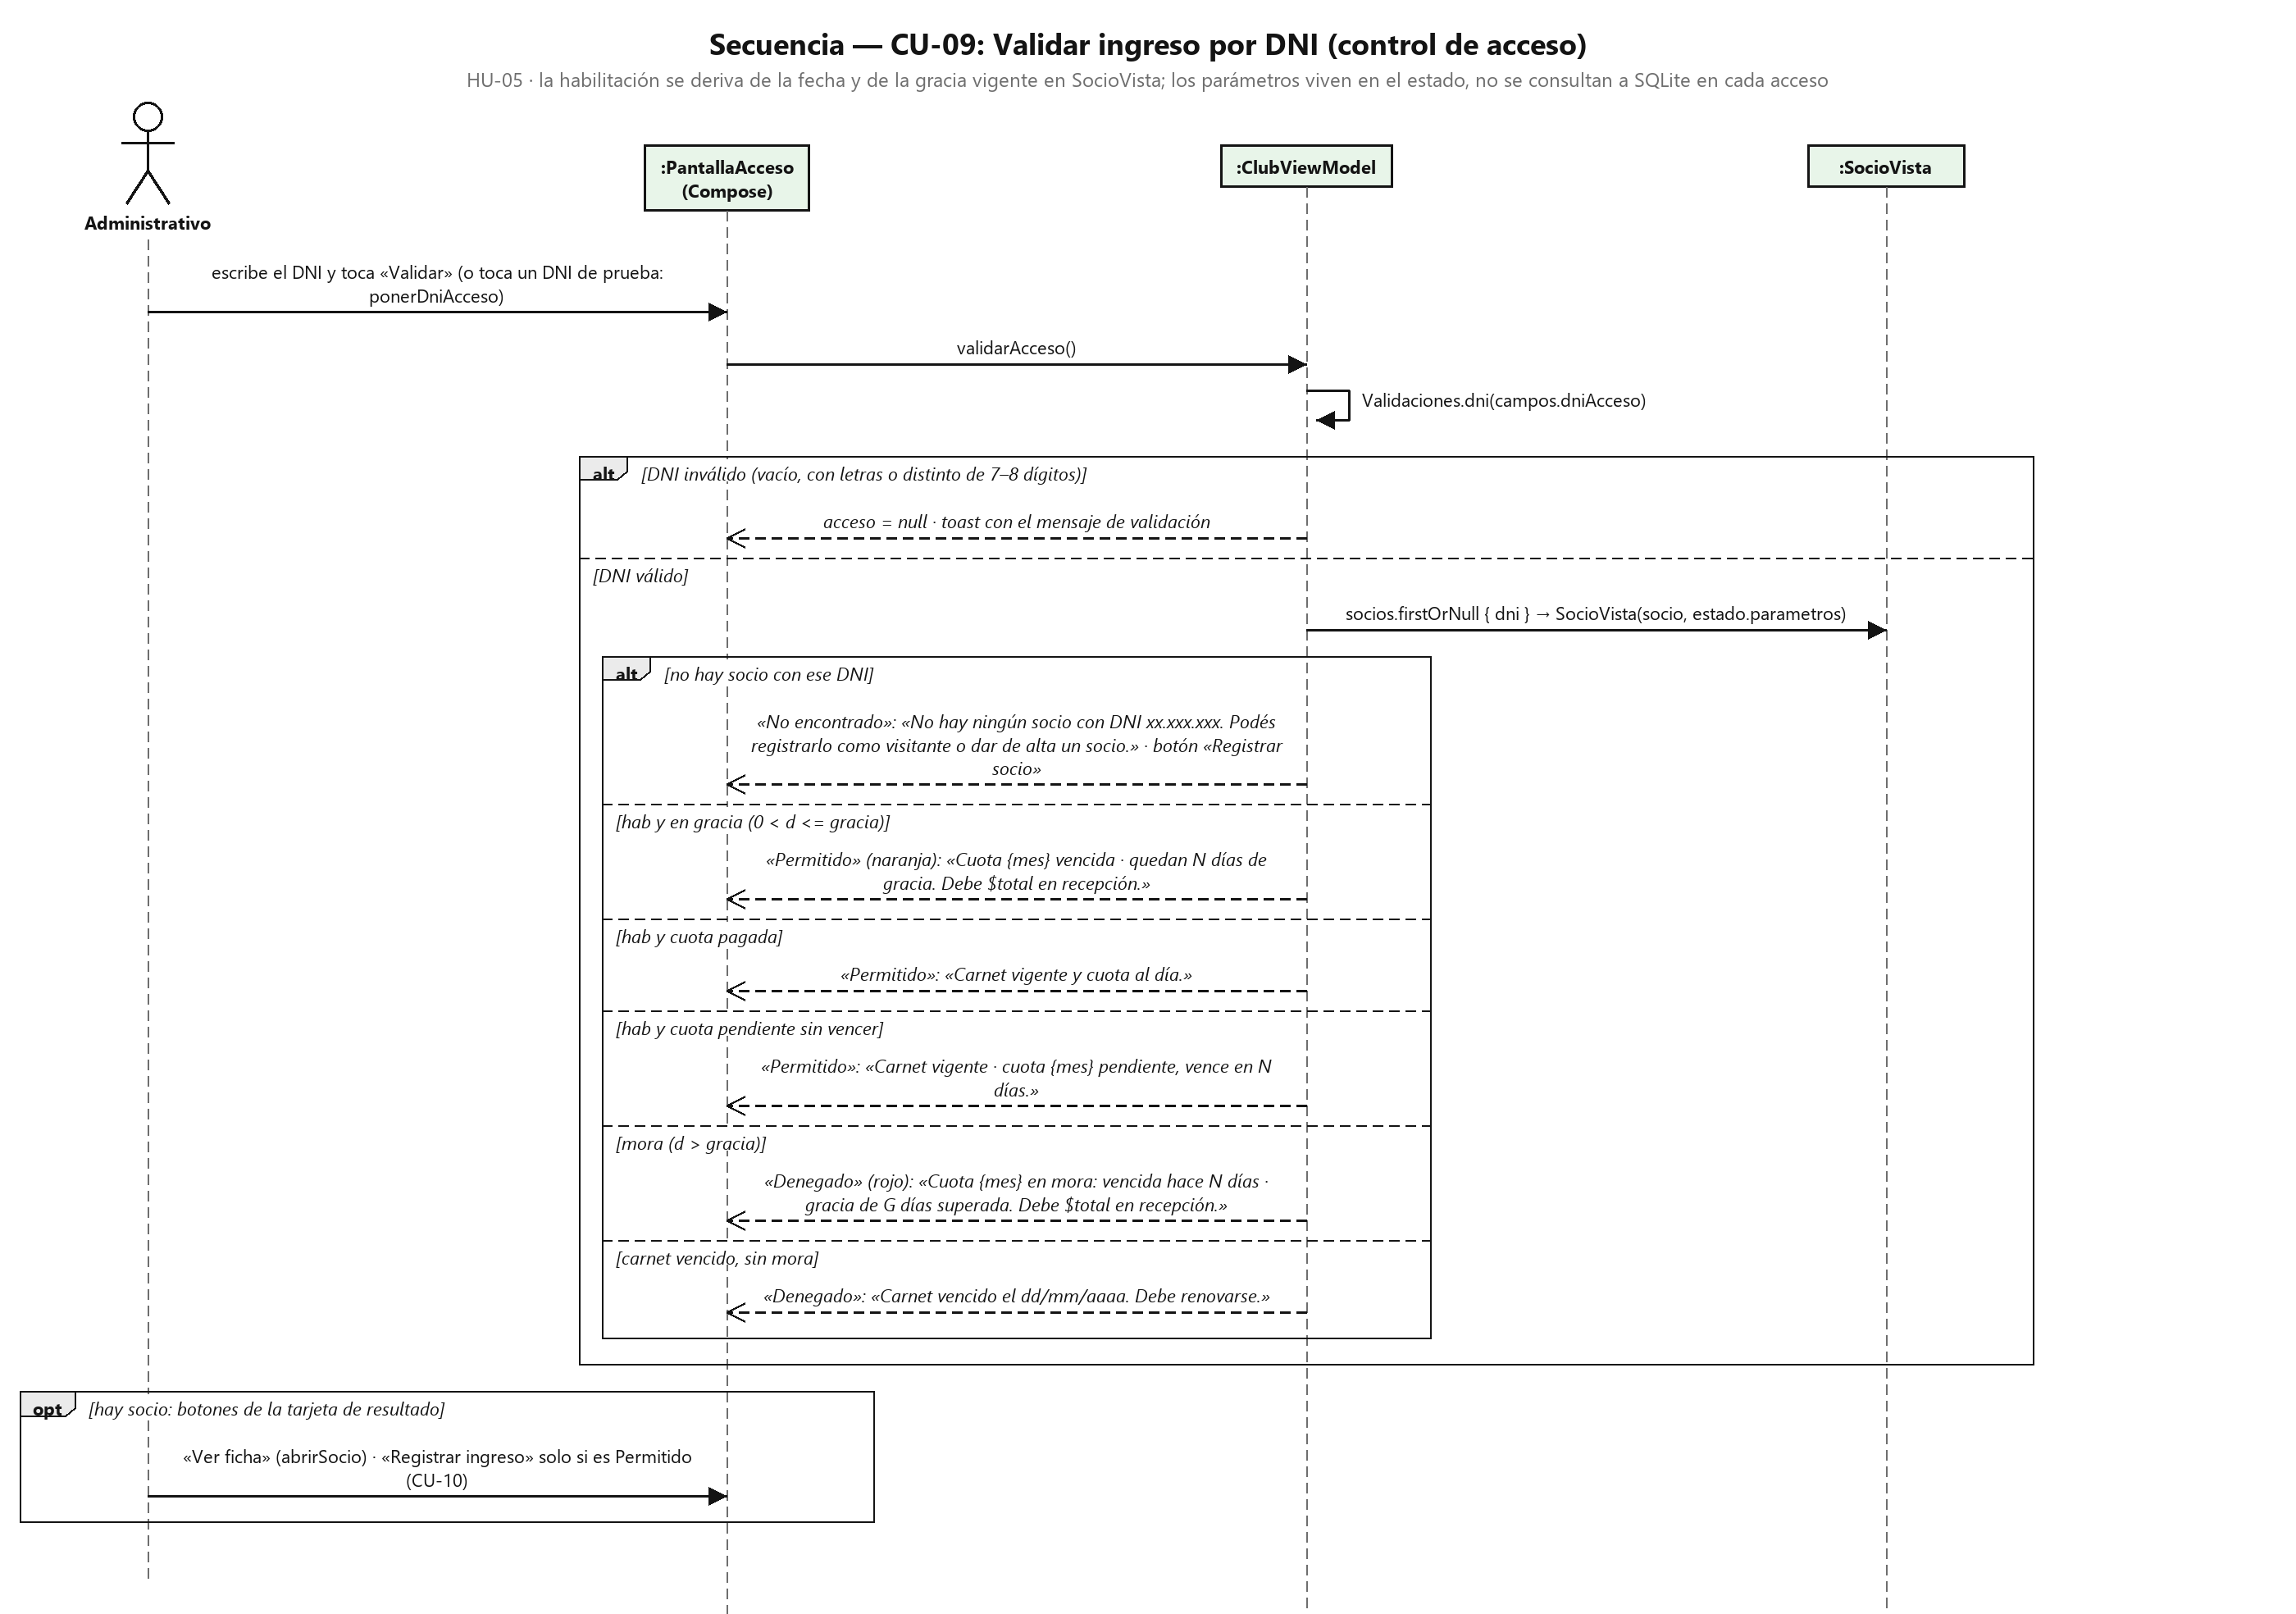 Secuencia — CU-09: Validar ingreso por DNI (control de acceso)
HU-05 · la habilitación se deriva de la fecha y de la gracia vigente en SocioVista; los parámetros viven en el estado, no se consultan a SQLite en cada acceso
:PantallaAcceso
(Compose)
:ClubViewModel
:SocioVista
Administrativo
escribe el DNI y toca «Validar» (o toca un DNI de prueba:
ponerDniAcceso)
validarAcceso()
Validaciones.dni(campos.dniAcceso)
alt
[DNI inválido (vacío, con letras o distinto de 7–8 dígitos)]
acceso = null · toast con el mensaje de validación
[DNI válido]
socios.firstOrNull { dni } → SocioVista(socio, estado.parametros)
alt
[no hay socio con ese DNI]
«No encontrado»: «No hay ningún socio con DNI xx.xxx.xxx. Podés
registrarlo como visitante o dar de alta un socio.» · botón «Registrar
socio»
[hab y en gracia (0 < d <= gracia)]
«Permitido» (naranja): «Cuota {mes} vencida · quedan N días de
gracia. Debe $total en recepción.»
[hab y cuota pagada]
«Permitido»: «Carnet vigente y cuota al día.»
[hab y cuota pendiente sin vencer]
«Permitido»: «Carnet vigente · cuota {mes} pendiente, vence en N
días.»
[mora (d > gracia)]
«Denegado» (rojo): «Cuota {mes} en mora: vencida hace N días ·
gracia de G días superada. Debe $total en recepción.»
[carnet vencido, sin mora]
«Denegado»: «Carnet vencido el dd/mm/aaaa. Debe renovarse.»
opt
[hay socio: botones de la tarjeta de resultado]
«Ver ficha» (abrirSocio) · «Registrar ingreso» solo si es Permitido
(CU-10)